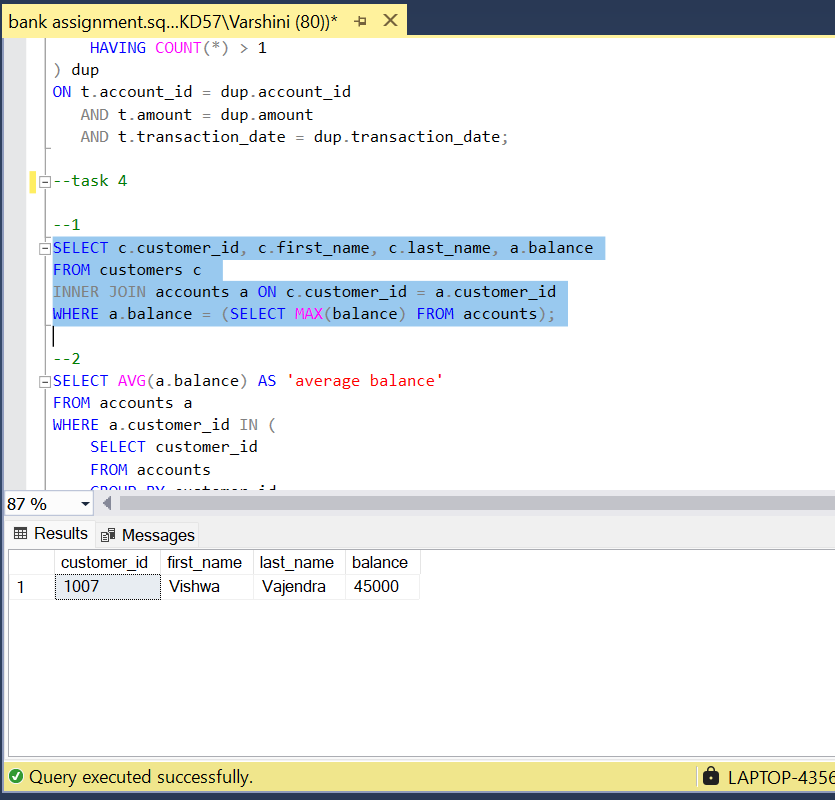 bank assignment.sq...KD57\Varshini (80))*
HAVING COUNT(*) > 1
) dup
ON t.account_id = dup.account_id
AND t.amount = dup.amount
AND t.transaction_date = dup.transaction_date;
--task 4
--1
SELECT c.customer_id, c.first_name, c.last_name, a.balance
FROM customers c
INNER JOIN accounts a ON c.customer_id = a.customer_id
WHERE a.balance = (SELECT MAX(balance) FROM accounts);
--2
SELECT AVG(a.balance) AS 'average balance'
FROM accounts a
WHERE a.customer_id IN (
SELECT customer_id
FROM accounts
GROUP BY customer_id
87 %
Results Messages
customer_id first_name last_name balance
1 1007 Vishwa Vajendra 45000
Query executed successfully. LAPTOP-4356